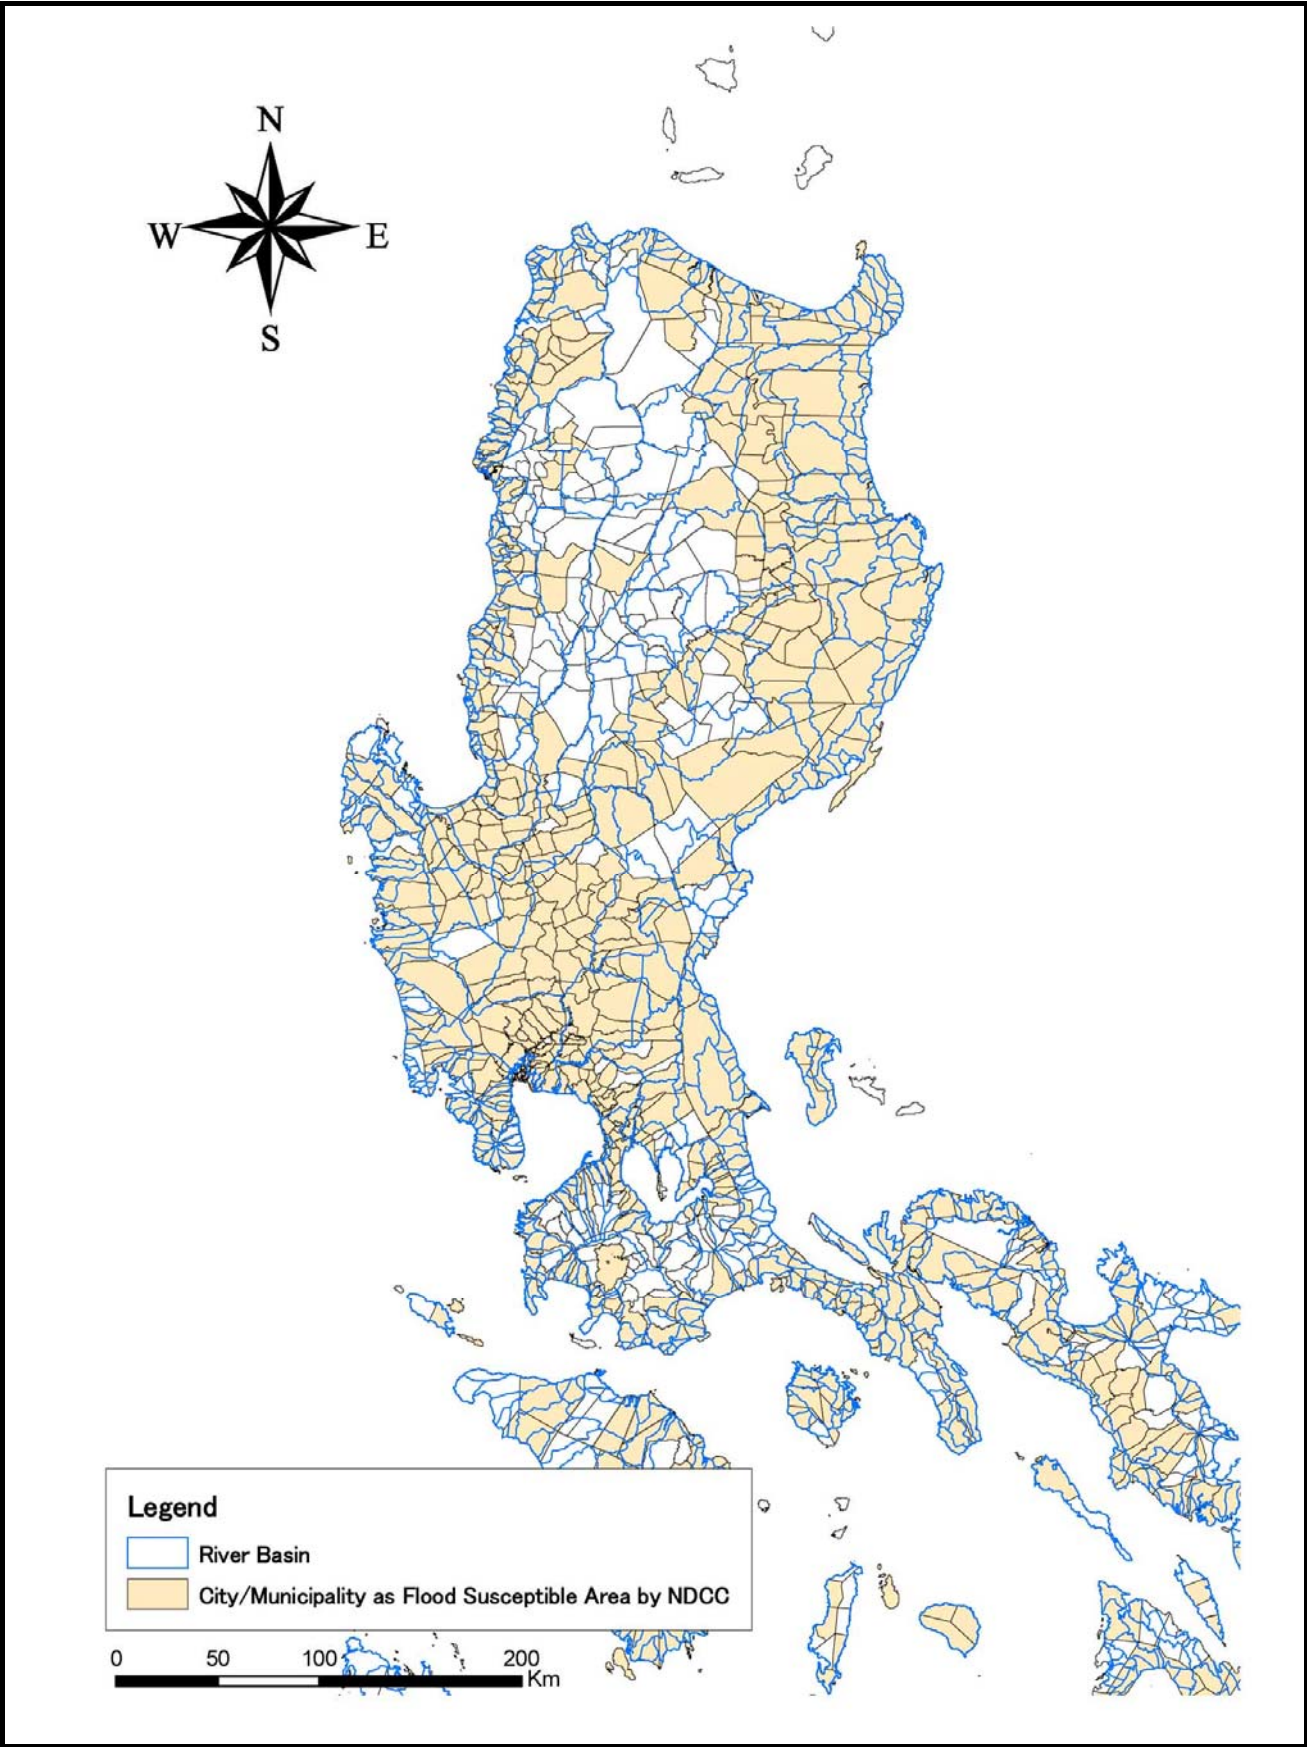 N
W E
S
Legend
River Basin
City/Municipality as Flood Susceptible Area by NDCC
0 50 100 200
Km